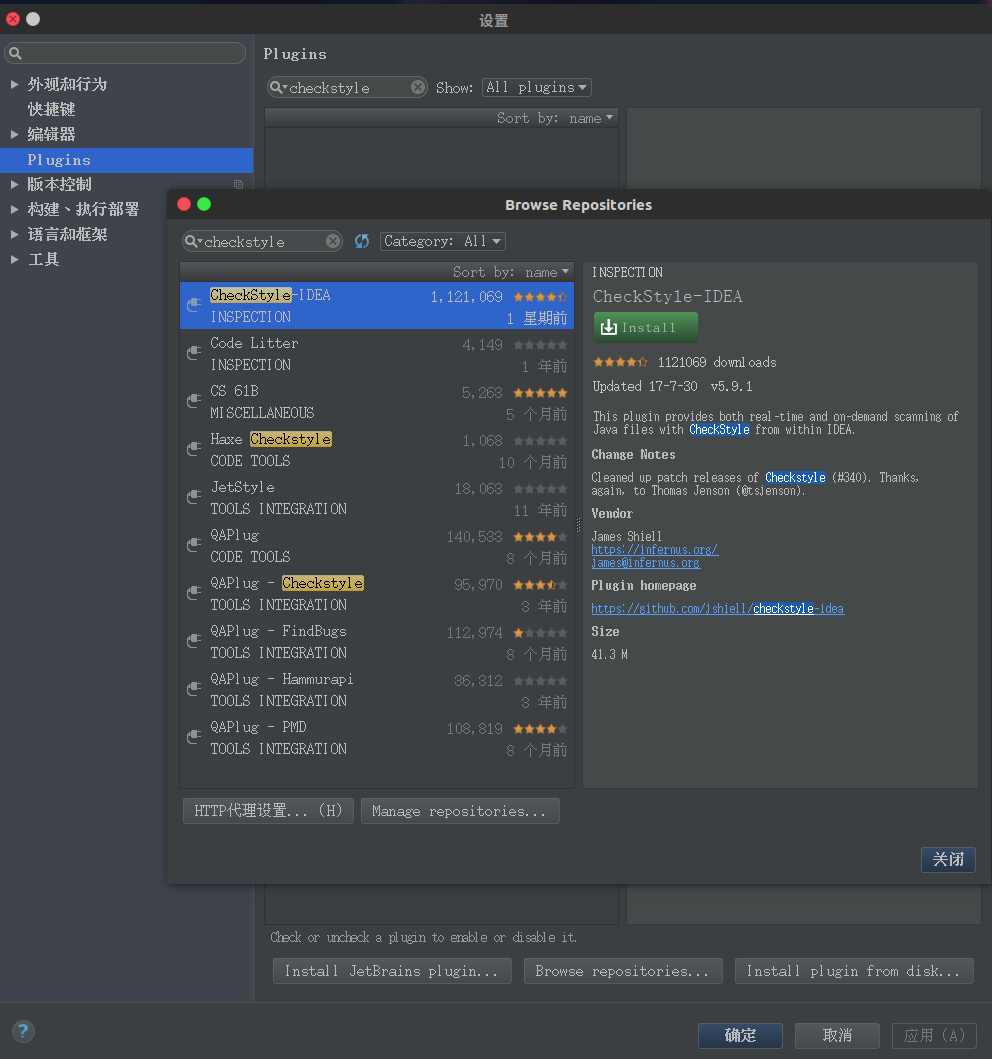 设置
Plugins
checkstyle
Show: All plugins
Sort by: name
外观和行为
快捷键
编辑器
Plugins
版本控制
构建、执行部署
语言和框架
工具
Browse Repositories
checkstyle
Category: All
Sort by: name
CheckStyle-IDEA 1,121,069
INSPECTION 1 星期前
Code Litter 4,149
INSPECTION 1 年前
CS 61B 5,263
MISCELLANEOUS 5 个月前
Haxe Checkstyle 1,068
CODE TOOLS 10 个月前
JetStyle 18,063
TOOLS INTEGRATION 11 年前
QAPlug 140,533
CODE TOOLS 8 个月前
QAPlug - Checkstyle 95,970
TOOLS INTEGRATION 3 年前
QAPlug - FindBugs 112,974
TOOLS INTEGRATION 8 个月前
QAPlug - Hammurapi 36,312
TOOLS INTEGRATION 3 年前
QAPlug - PMD 108,819
TOOLS INTEGRATION 8 个月前
INSPECTION
CheckStyle-IDEA
Install
1121069 downloads
Updated 17-7-30 v5.9.1
This plugin provides both real-time and on-demand scanning of
Java files with CheckStyle from within IDEA.
Change Notes
Cleaned up patch releases of Checkstyle (#340). Thanks,
again, to Thomas Jenson (@tsjenson).
Vendor
James Shiell
https://infernus.org/
james@infernus.org
Plugin homepage
https://github.com/jshiell/checkstyle-idea
Size
41.3 M
HTTP代理设置... (H)
Manage repositories...
关闭
Check or uncheck a plugin to enable or disable it.
Install JetBrains plugin...
Browse repositories...
Install plugin from disk...
?
确定
取消
应用 (A)